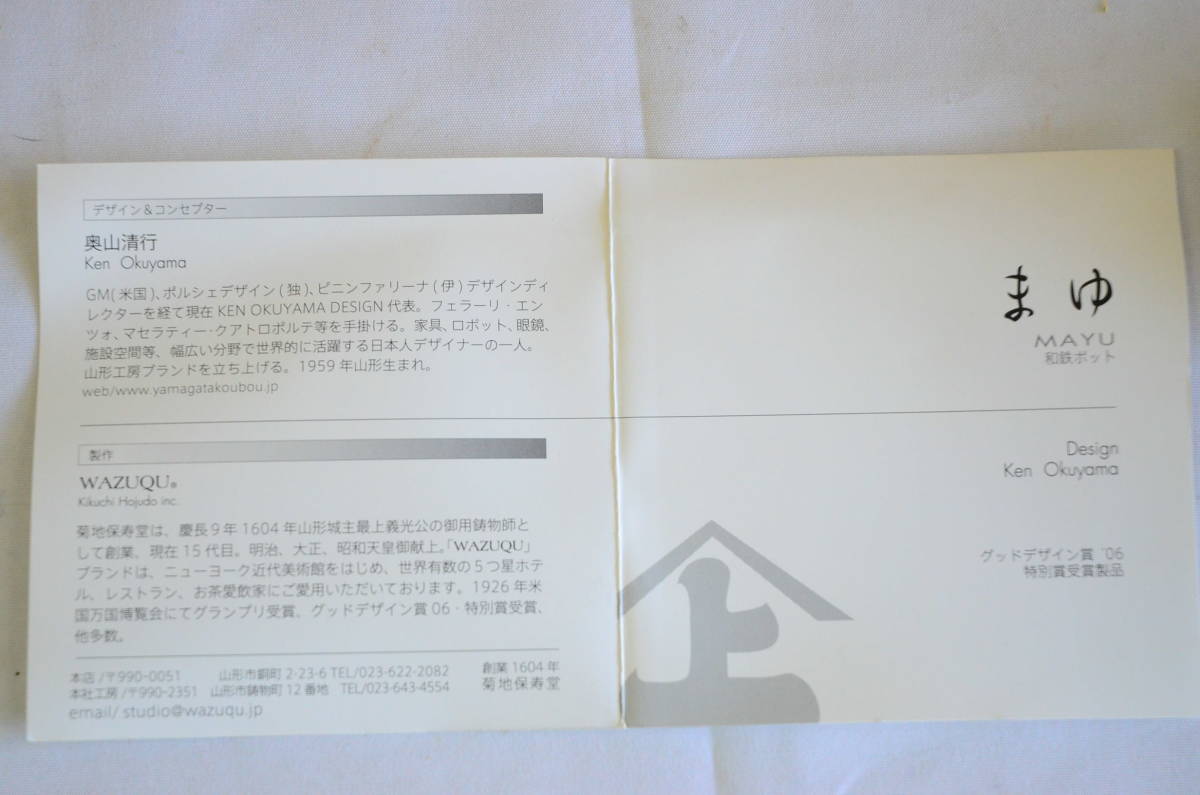 デザイン&コンセプター
奥山清行
Ken Okuyama
GM(米国)、ポルシェデザイン(独)、ピニンファリーナ(伊)デザインディ
レクターを経て現在 KEN OKUYAMA DESIGN 代表。フェラーリ・エン
ツォ、マセラティー・クアトロポルテ等を手掛ける。家具、ロボット、眼鏡、
施設空間等、幅広い分野で世界的に活躍する日本人デザイナーの一人。
山形工房ブランドを立ち上げる。1959 年山形生まれ。
web/www.yamagatakoubou.jp
製作
WAZUQU®
Kikuchi Hojudo inc.
菊地保寿堂は、慶長9年1604年山形城主最上義光公の御用鋳物師と
して創業、現在15代目。明治、大正、昭和天皇御献上。「WAZUQU」
ブランドは、ニューヨーク近代美術館をはじめ、世界有数の5つ星ホテ
ル、レストラン、お茶愛飲家にご愛用いただいております。1926年米
国万国博覧会にてグランプリ受賞、グッドデザイン賞06・特別賞受賞、
他多数。
本店/〒990-0051 山形市銅町2-23-6 TEL/023-622-2082
本社工房/〒990-2351 山形市鋳物町12番地 TEL/023-643-4554
email/ studio@wazuqu.jp
創業1604年
菊地保寿堂
まゆ
MAYU
和鉄ポット
Design
Ken Okuyama
グッドデザイン賞 '06
特別賞受賞製品
上